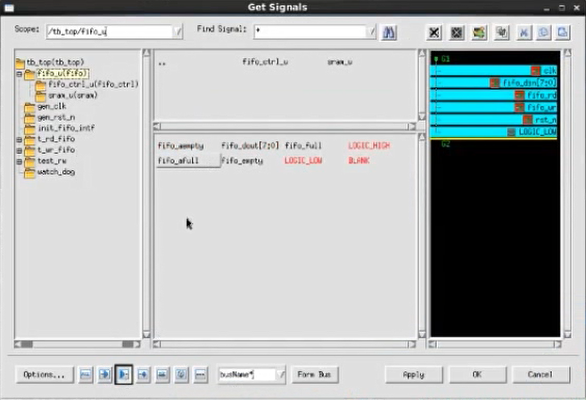 Get Signals
Scope: /tb_top/fifo_u Find Signal: *
tb_top(tb_top)
fifo_u(fifo)
fifo_ctrl_u(fifo_ctrl)
sram_u(sram)
gen_clk
gen_rst_n
init_fifo_intf
t_rd_fifo
t_wr_fifo
test_rw
watch_dog
.. fifo_ctrl_u sram_u
fifo_aempty fifo_dout[7:0] fifo_full LOGIC_HIGH
fifo_afull fifo_empty LOGIC_LOW BLANK
G1
clk
fifo_din[7:0]
fifo_rd
fifo_wr
rst_n
LOGIC_LOW
G2
Options... busName* Form Bus Apply OK Cancel